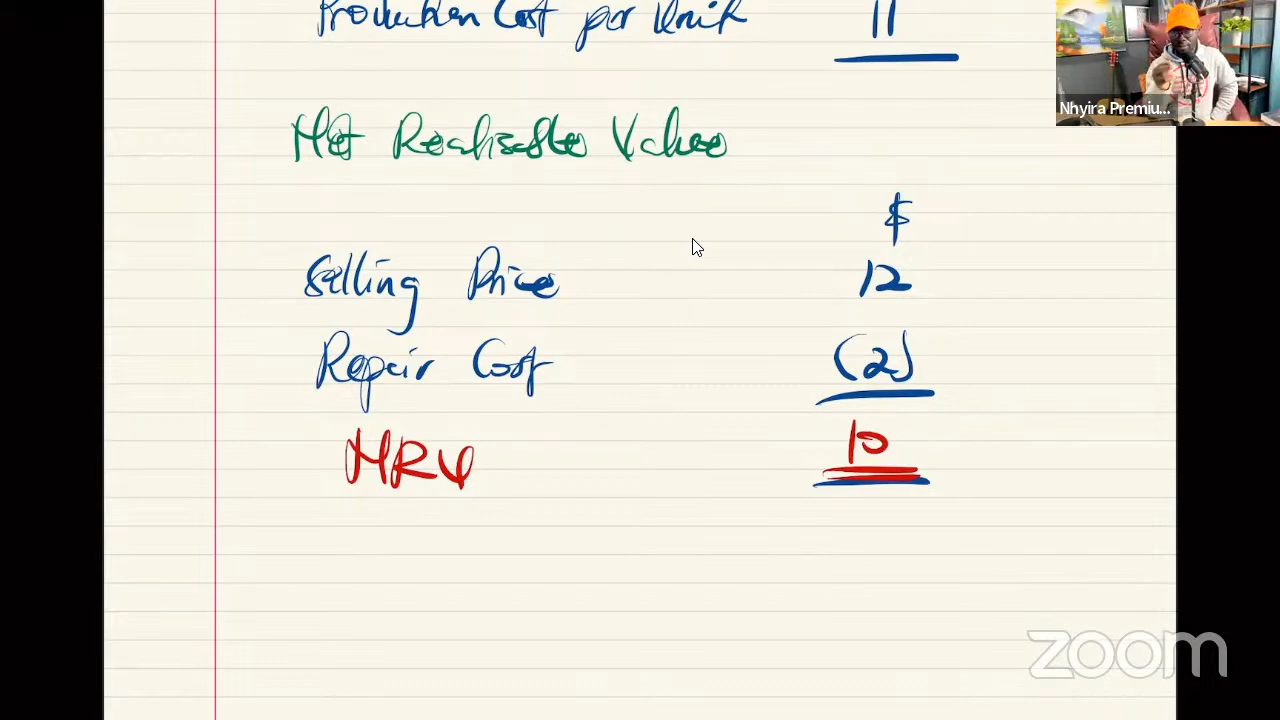 Production Cost per Unit 11
Nhyira Premiu...
Net Realisable Value
$
Selling Price 12
Repair Cost (2)
NRV 10
zoom